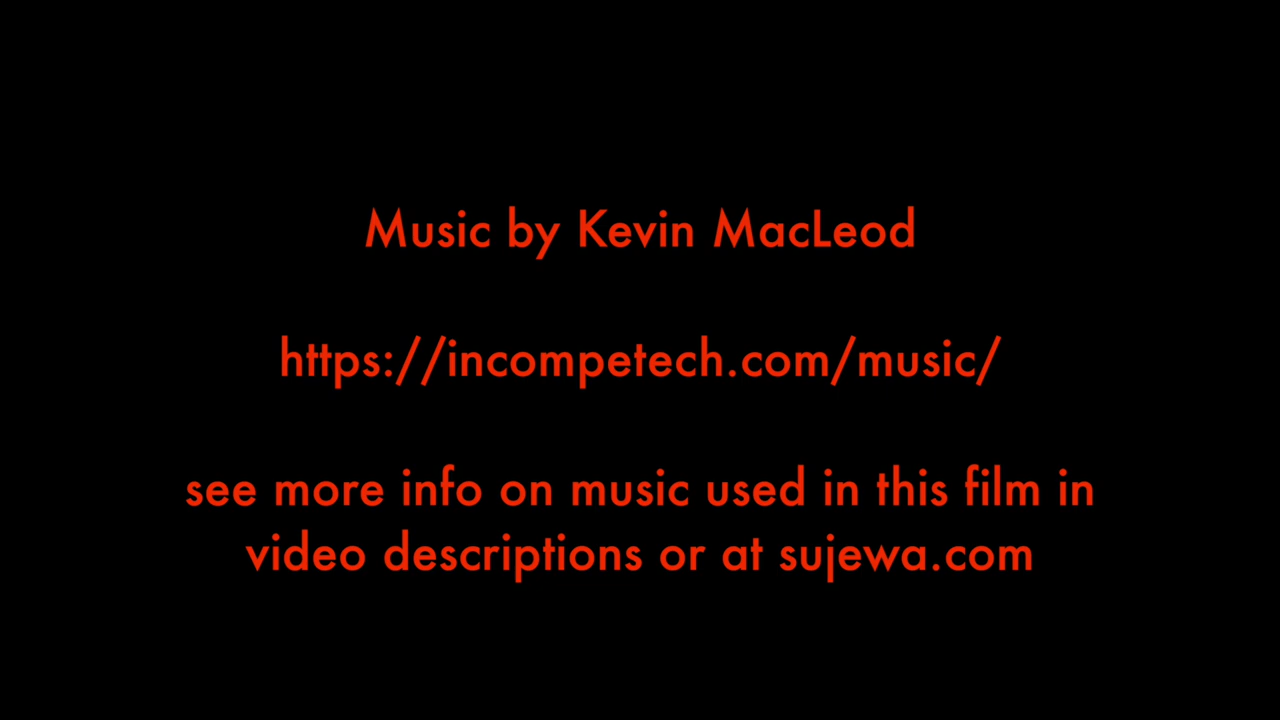 Music by Kevin MacLeod
https://incompetech.com/music/
see more info on music used in this film in
video descriptions or at sujewa.com